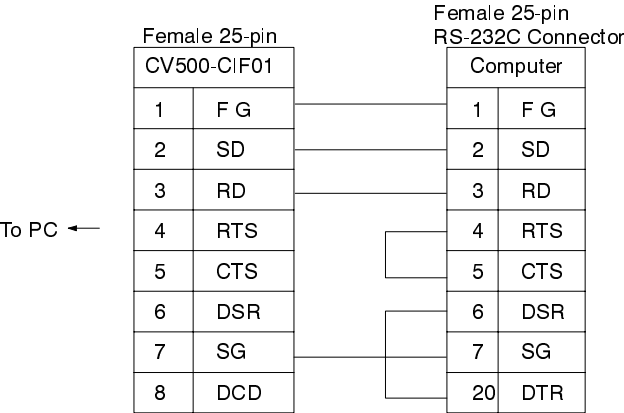 Female 25-pin
Female 25-pin
RS-232C Connector
CV500-CIF01
Computer
1 FG
1 FG
2 SD
2 SD
3 RD
3 RD
To PC
4 RTS
4 RTS
5 CTS
5 CTS
6 DSR
6 DSR
7 SG
7 SG
8 DCD
20 DTR